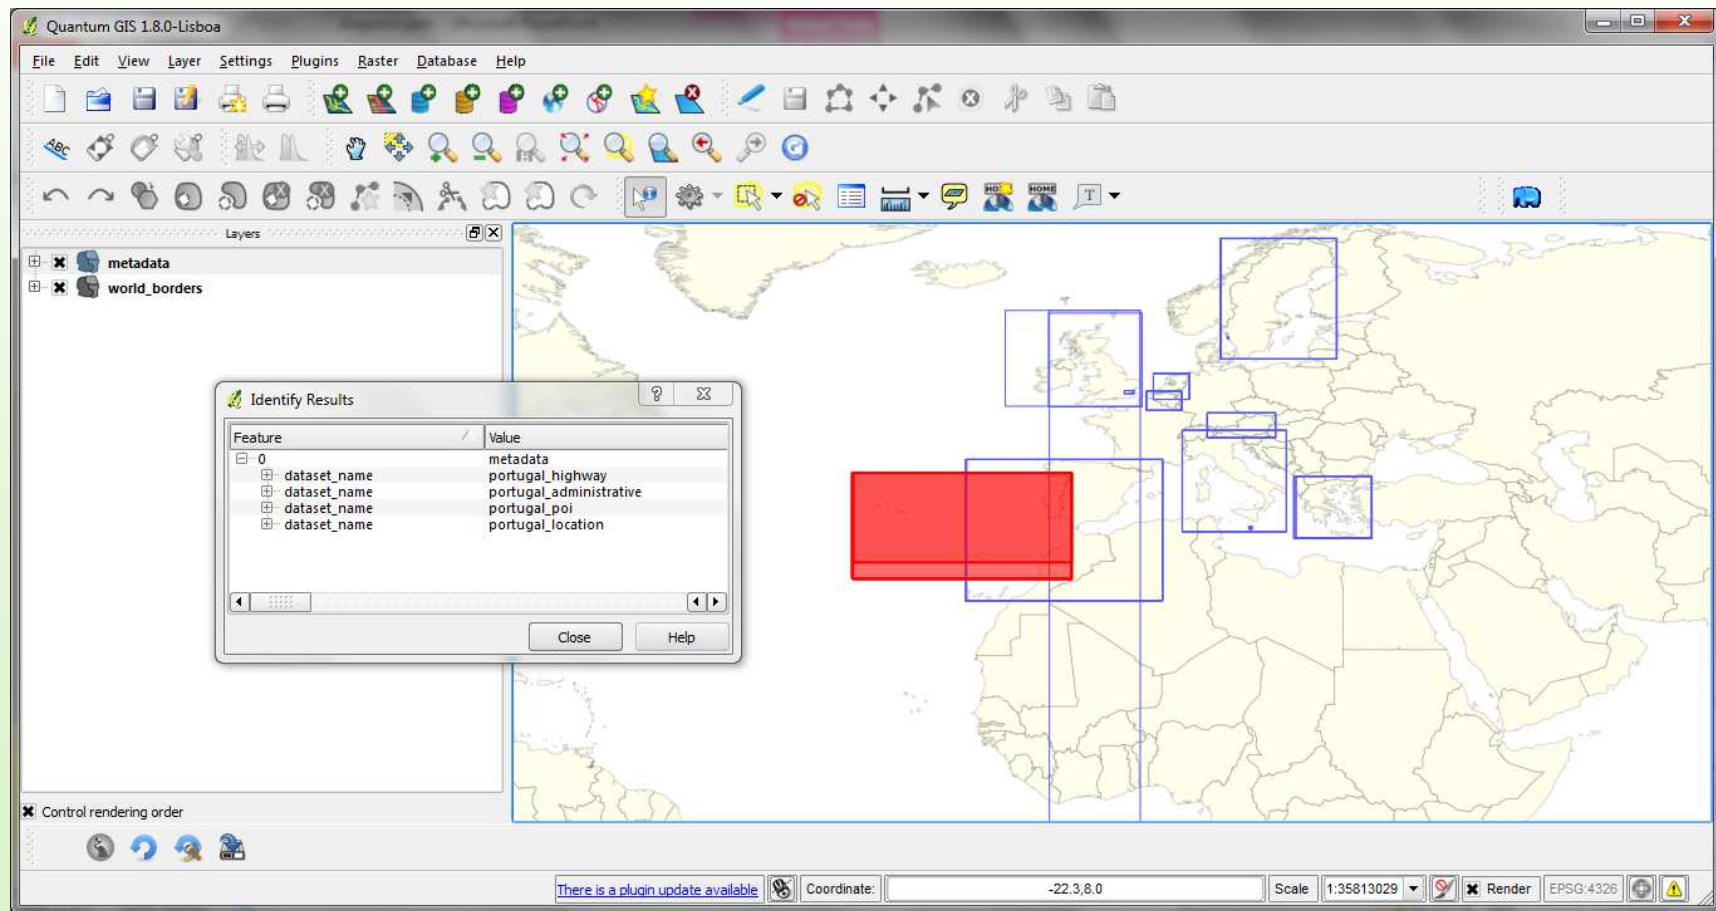 Quantum GIS 1.8.0-Lisboa
File Edit View Layer Settings Plugins Raster Database Help
ABC
HOME
T
Layers
metadata
world_borders
Identify Results
Feature Value
0 metadata
dataset_name portugal_highway
dataset_name portugal_administrative
dataset_name portugal_poi
dataset_name portugal_location
Close Help
Control rendering order
There is a plugin update available Coordinate: -22.3,8.0 Scale 1:35813029 Render EPSG:4326